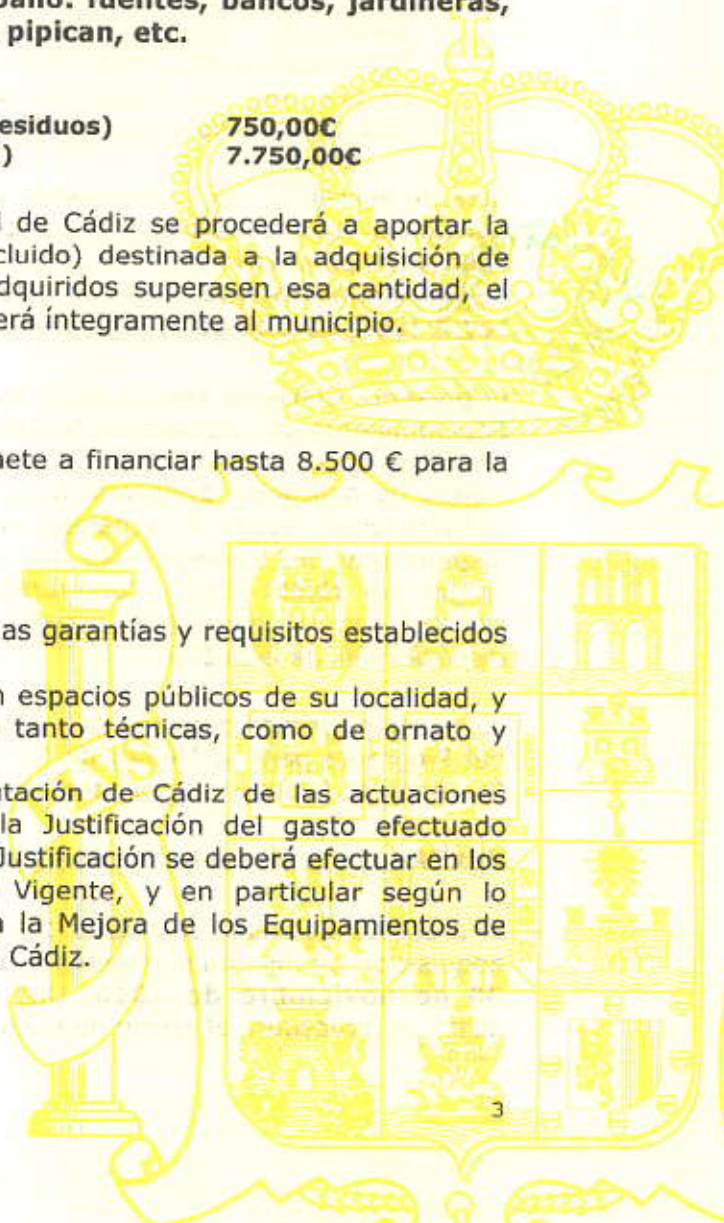 fuentes, bancos, jardineras,
pipican, etc.
esiduos) 750,00€
) 7.750,00€
de Cádiz se procederá a aportar la
cluido) destinada a la adquisición de
dquiridos superasen esa cantidad, el
erá íntegramente al municipio.
ete a financiar hasta 8.500 € para la
as garantías y requisitos establecidos
n espacios públicos de su localidad, y
tanto técnicas, como de ornato y
tación de Cádiz de las actuaciones
la Justificación del gasto efectuado
Justificación se deberá efectuar en los
Vigente, y en particular según lo
la Mejora de los Equipamientos de
Cádiz.
3